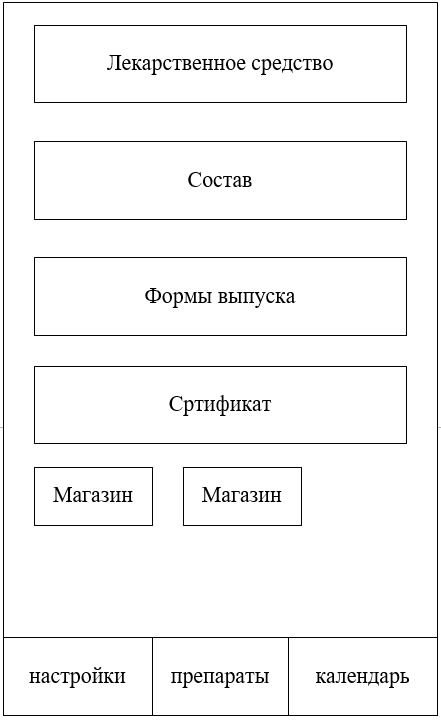 Лекарственное средство
Состав
Формы выпуска
Сртификат
Магазин Магазин
настройки препараты календарь